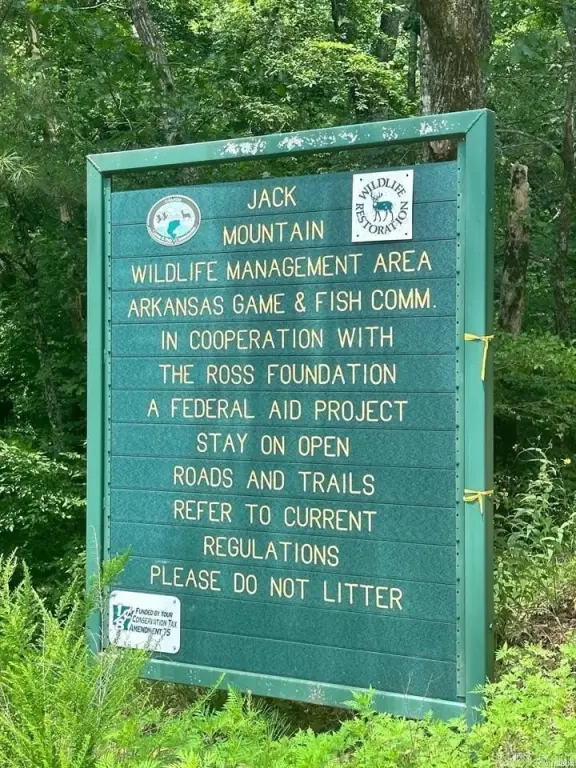 JACK
MOUNTAIN
WILDLIFE MANAGEMENT AREA
ARKANSAS GAME & FISH COMM.
IN COOPERATION WITH
THE ROSS FOUNDATION
A FEDERAL AID PROJECT
STAY ON OPEN
ROADS AND TRAILS
REFER TO CURRENT
REGULATIONS
PLEASE DO NOT LITTER
WILDLIFE
RESTORATION
FUNDED BY YOUR
CONSERVATION TAX
AMENDMENT 75